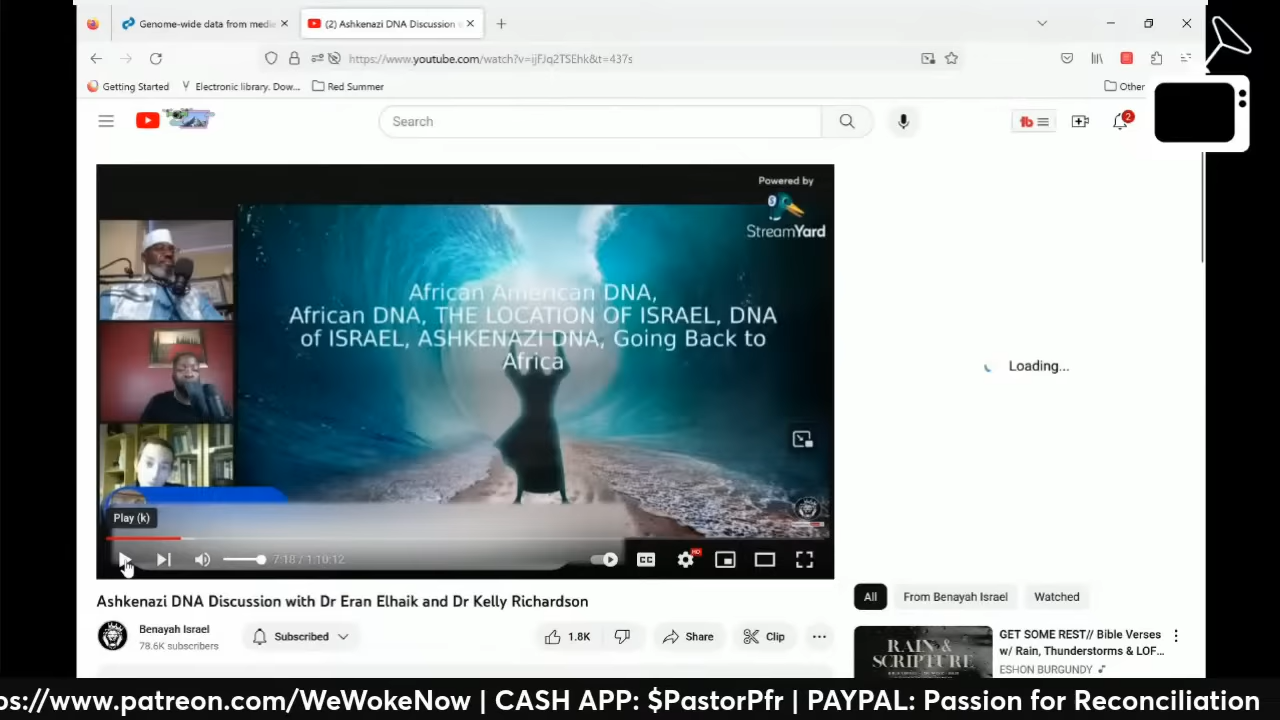 Genome-wide data from medie
(2) Ashkenazi DNA Discussion
https://www.youtube.com/watch?v=ijFJq2TSEhk&t=437s
Getting Started
Electronic library. Dow...
Red Summer
Other
Search
2
Powered by
StreamYard
African American DNA,
African DNA, THE LOCATION OF ISRAEL, DNA
of ISRAEL, ASHKENAZI DNA, Going Back to
Africa
Loading...
Play (k)
7:18 / 1:10:12
CC
HD
Ashkenazi DNA Discussion with Dr Eran Elhaik and Dr Kelly Richardson
All
From Benayah Israel
Watched
Benayah Israel
78.6K subscribers
Subscribed
1.8K
Share
Clip
RAIN &
SCRIPTURE
GET SOME REST// Bible Verses
w/ Rain, Thunderstorms & LOF...
ESHON BURGUNDY
ps://www.patreon.com/WeWokeNow | CASH APP: $PastorPfr | PAYPAL: Passion for Reconciliation